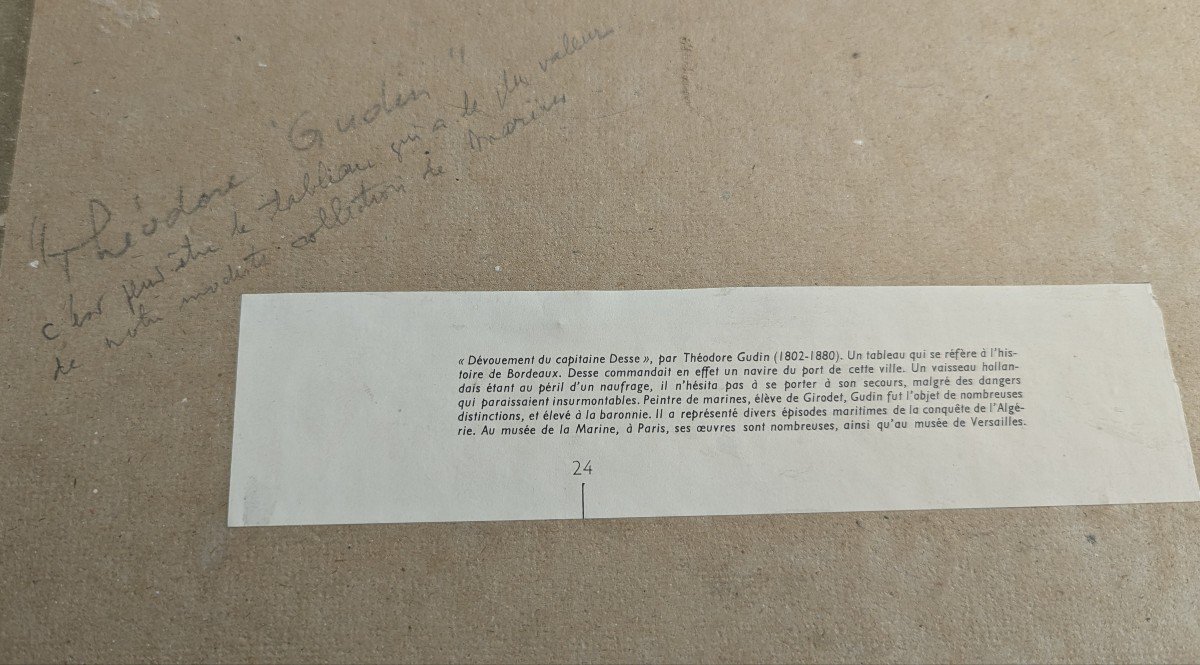 "Théodore Gudin"
c'est peut être le tableau qui a le plus valeur
de notre modeste collection de marines
« Dévouement du capitaine Desse », par Théodore Gudin (1802-1880). Un tableau qui se réfère à l'his-
toire de Bordeaux. Desse commandait en effet un navire du port de cette ville. Un vaisseau hollan-
dais étant au péril d'un naufrage, il n'hésita pas à se porter à son secours, malgré des dangers
qui paraissaient insurmontables. Peintre de marines, élève de Girodet, Gudin fut l'objet de nombreuses
distinctions, et élevé à la baronnie. Il a représenté divers épisodes maritimes de la conquête de l'Algé-
rie. Au musée de la Marine, à Paris, ses œuvres sont nombreuses, ainsi qu'au musée de Versailles.
24